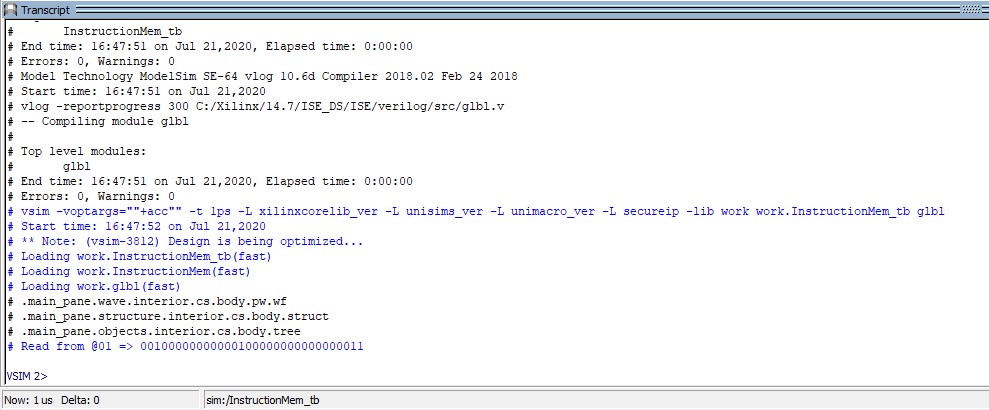 # InstructionMem_tb
# End time: 16:47:51 on Jul 21,2020, Elapsed time: 0:00:00
# Errors: 0, Warnings: 0
# Model Technology ModelSim SE-64 vlog 10.6d Compiler 2018.02 Feb 24 2018
# Start time: 16:47:51 on Jul 21,2020
# vlog -reportprogress 300 C:/Xilinx/14.7/ISE_DS/ISE/verilog/src/glbl.v
# -- Compiling module glbl
#
# Top level modules:
# glbl
# End time: 16:47:51 on Jul 21,2020, Elapsed time: 0:00:00
# Errors: 0, Warnings: 0
# vsim -voptargs=""+acc"" -t 1ps -L xilinxcorelib_ver -L unisims_ver -L unimacro_ver -L secureip -lib work work.InstructionMem_tb glbl
# Start time: 16:47:52 on Jul 21,2020
# ** Note: (vsim-3812) Design is being optimized...
# Loading work.InstructionMem_tb(fast)
# Loading work.InstructionMem(fast)
# Loading work.glbl(fast)
# .main_pane.wave.interior.cs.body.pw.wf
# .main_pane.structure.interior.cs.body.struct
# .main_pane.objects.interior.cs.body.tree
# Read from @01 => 00100000000000100000000000000011
VSIM 2>
Now: 1 us Delta: 0
sim:/InstructionMem_tb
Transcript